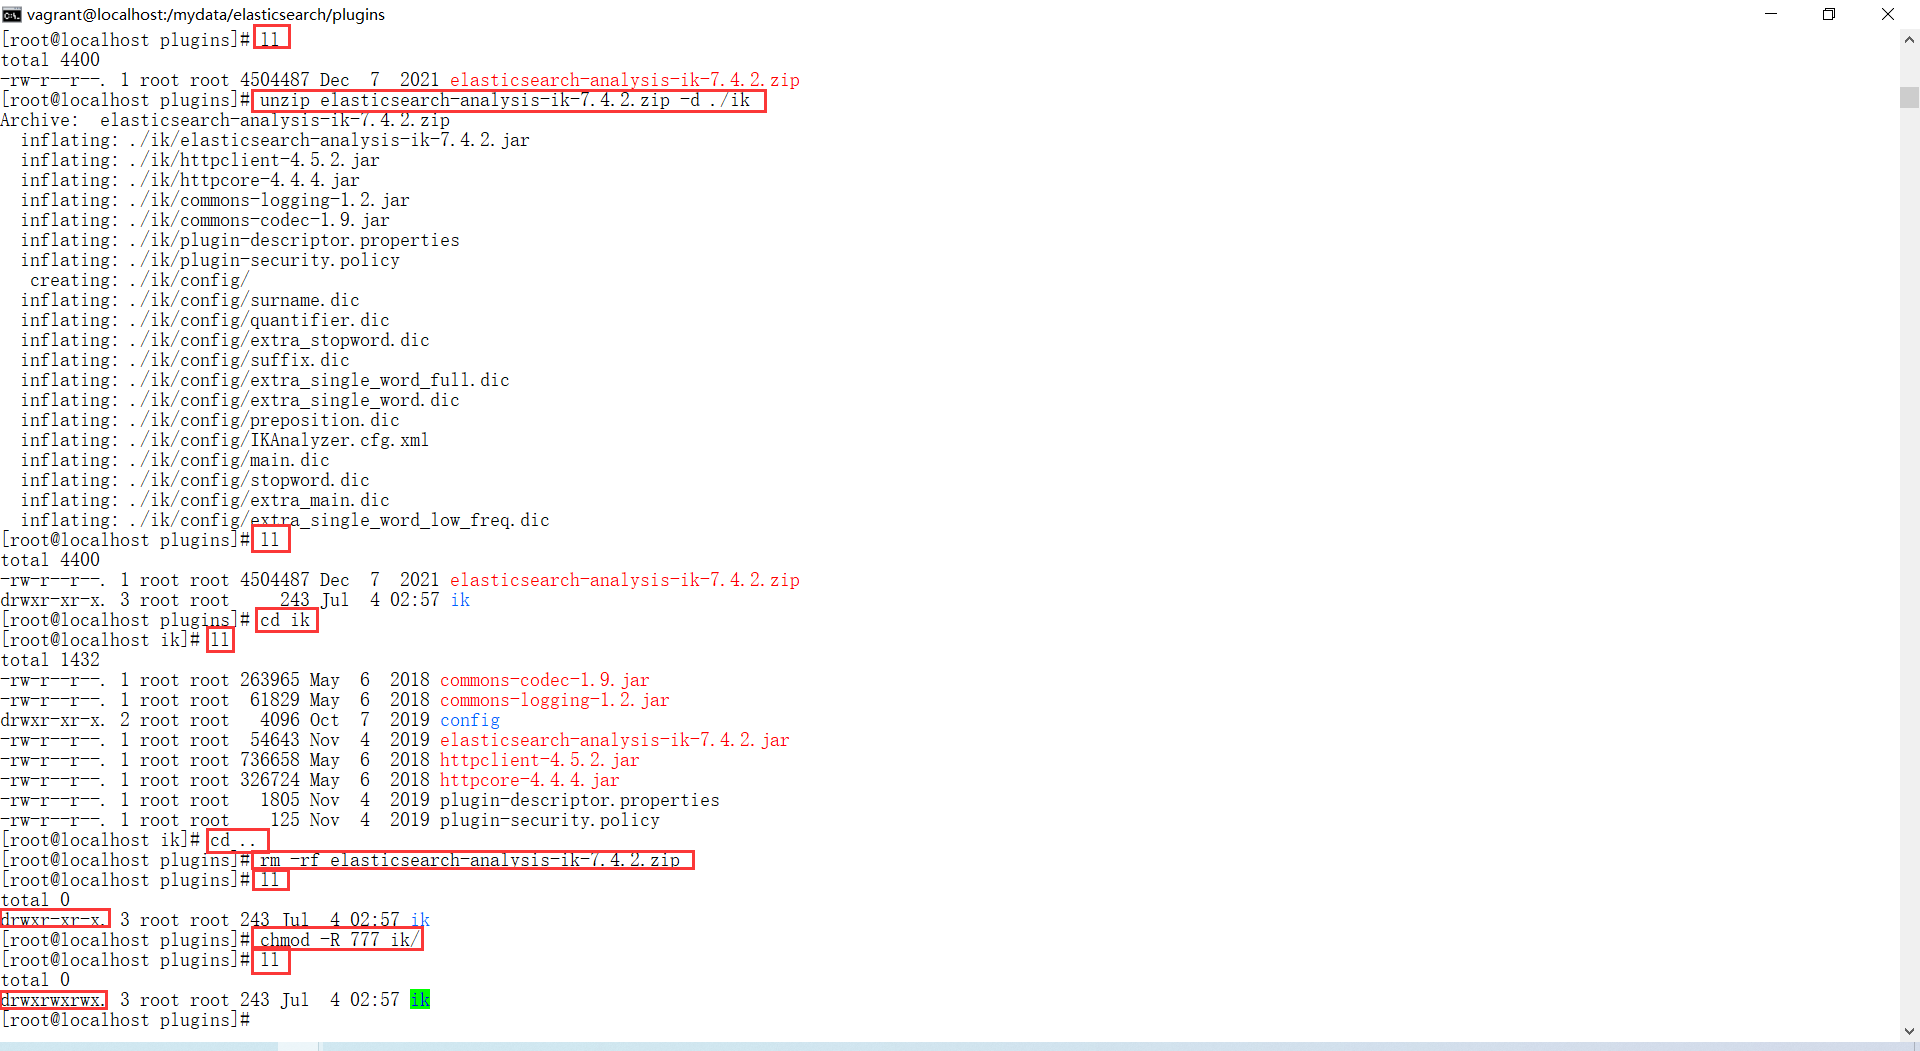 vagrant@localhost:/mydata/elasticsearch/plugins
[root@localhost plugins]# ll
total 4400
-rw-r--r--. 1 root root 4504487 Dec  7  2021 elasticsearch-analysis-ik-7.4.2.zip
[root@localhost plugins]# unzip elasticsearch-analysis-ik-7.4.2.zip -d ./ik
Archive:  elasticsearch-analysis-ik-7.4.2.zip
  inflating: ./ik/elasticsearch-analysis-ik-7.4.2.jar
  inflating: ./ik/httpclient-4.5.2.jar
  inflating: ./ik/httpcore-4.4.4.jar
  inflating: ./ik/commons-logging-1.2.jar
  inflating: ./ik/commons-codec-1.9.jar
  inflating: ./ik/plugin-descriptor.properties
  inflating: ./ik/plugin-security.policy
   creating: ./ik/config/
  inflating: ./ik/config/surname.dic
  inflating: ./ik/config/quantifier.dic
  inflating: ./ik/config/extra_stopword.dic
  inflating: ./ik/config/suffix.dic
  inflating: ./ik/config/extra_single_word_full.dic
  inflating: ./ik/config/extra_single_word.dic
  inflating: ./ik/config/preposition.dic
  inflating: ./ik/config/IKAnalyzer.cfg.xml
  inflating: ./ik/config/main.dic
  inflating: ./ik/config/stopword.dic
  inflating: ./ik/config/extra_main.dic
  inflating: ./ik/config/extra_single_word_low_freq.dic
[root@localhost plugins]# ll
total 4400
-rw-r--r--. 1 root root 4504487 Dec  7  2021 elasticsearch-analysis-ik-7.4.2.zip
drwxr-xr-x. 3 root root     243 Jul  4 02:57 ik
[root@localhost plugins]# cd ik
[root@localhost ik]# ll
total 1432
-rw-r--r--. 1 root root 263965 May  6  2018 commons-codec-1.9.jar
-rw-r--r--. 1 root root  61829 May  6  2018 commons-logging-1.2.jar
drwxr-xr-x. 2 root root   4096 Oct  7  2019 config
-rw-r--r--. 1 root root  54643 Nov  4  2019 elasticsearch-analysis-ik-7.4.2.jar
-rw-r--r--. 1 root root 736658 May  6  2018 httpclient-4.5.2.jar
-rw-r--r--. 1 root root 326724 May  6  2018 httpcore-4.4.4.jar
-rw-r--r--. 1 root root   1805 Nov  4  2019 plugin-descriptor.properties
-rw-r--r--. 1 root root    125 Nov  4  2019 plugin-security.policy
[root@localhost ik]# cd ..
[root@localhost plugins]# rm -rf elasticsearch-analysis-ik-7.4.2.zip
[root@localhost plugins]# ll
total 0
drwxr-xr-x. 3 root root 243 Jul  4 02:57 ik
[root@localhost plugins]# chmod -R 777 ik/
[root@localhost plugins]# ll
total 0
drwxrwxrwx. 3 root root 243 Jul  4 02:57 ik
[root@localhost plugins]#